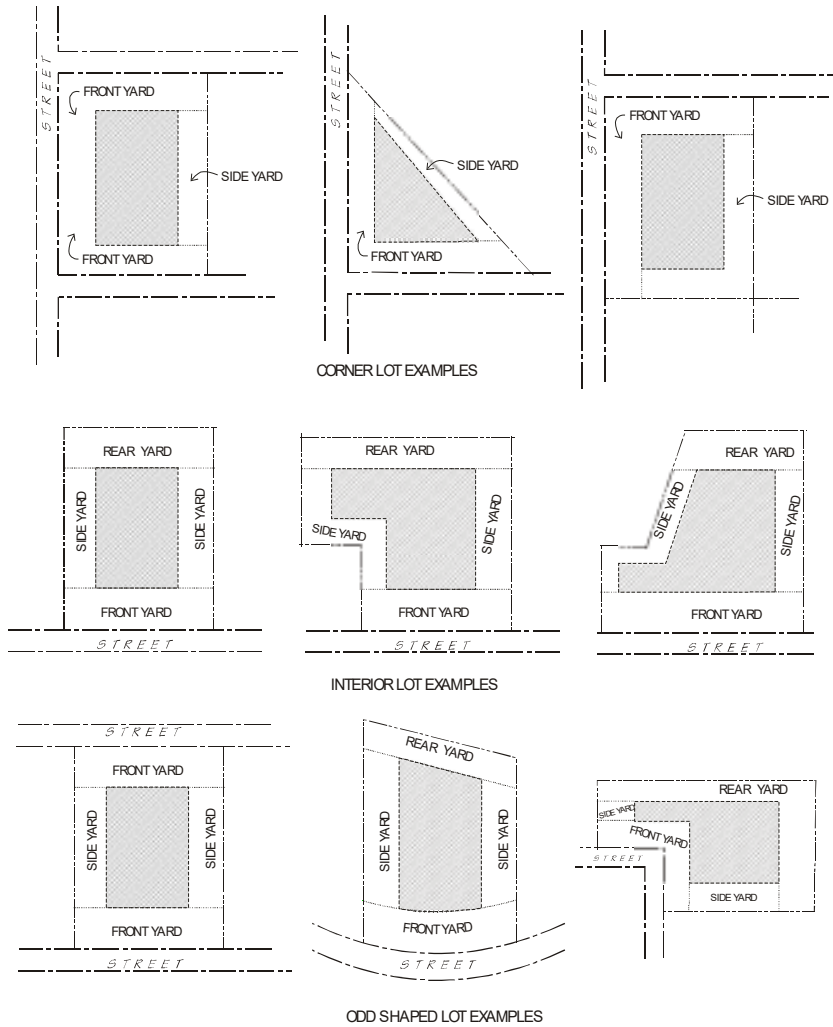 STREET
FRONT YARD
SIDE YARD
FRONT YARD
STREET
SIDE YARD
FRONT YARD
STREET
FRONT YARD
SIDE YARD
CORNER LOT EXAMPLES
REAR YARD
SIDE YARD
SIDE YARD
FRONT YARD
STREET
REAR YARD
SIDE YARD
SIDE YARD
FRONT YARD
STREET
REAR YARD
SIDE YARD
SIDE YARD
FRONT YARD
STREET
INTERIOR LOT EXAMPLES
STREET
FRONT YARD
SIDE YARD
SIDE YARD
FRONT YARD
STREET
REAR YARD
SIDE YARD
SIDE YARD
FRONT YARD
STREET
REAR YARD
SIDE YARD
FRONT YARD
STREET
SIDE YARD
ODD SHAPED LOT EXAMPLES